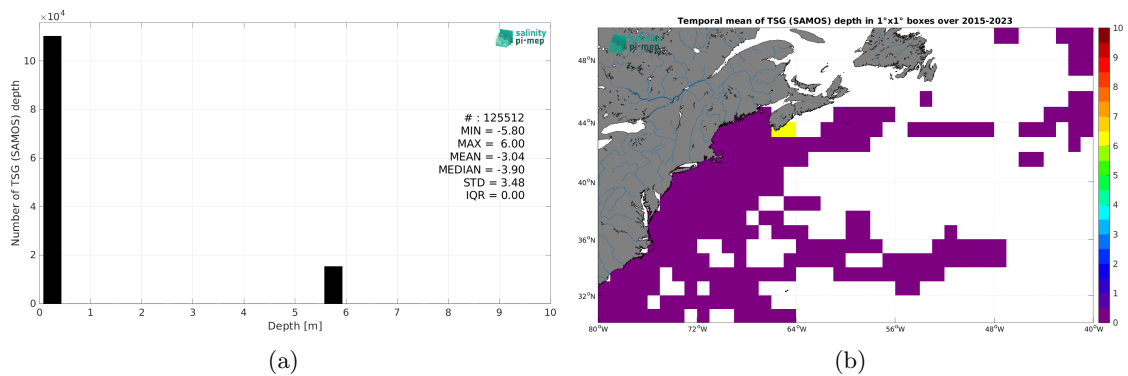 ×10⁴
salinity
pi-mep
10
8
6
4
2
0
Number of TSG (SAMOS) depth
# : 125512
MIN = -5.80
MAX = 6.00
MEAN = -3.04
MEDIAN = -3.90
STD = 3.48
IQR = 0.00
0 1 2 3 4 5 6 7 8 9 10
Depth [m]
(a)
Temporal mean of TSG (SAMOS) depth in 1°x1° boxes over 2015-2023
salinity
pi-mep
48°N
44°N
40°N
36°N
32°N
80°W 72°W 64°W 56°W 48°W 40°W
10
9
8
7
6
5
4
3
2
1
0
(b)